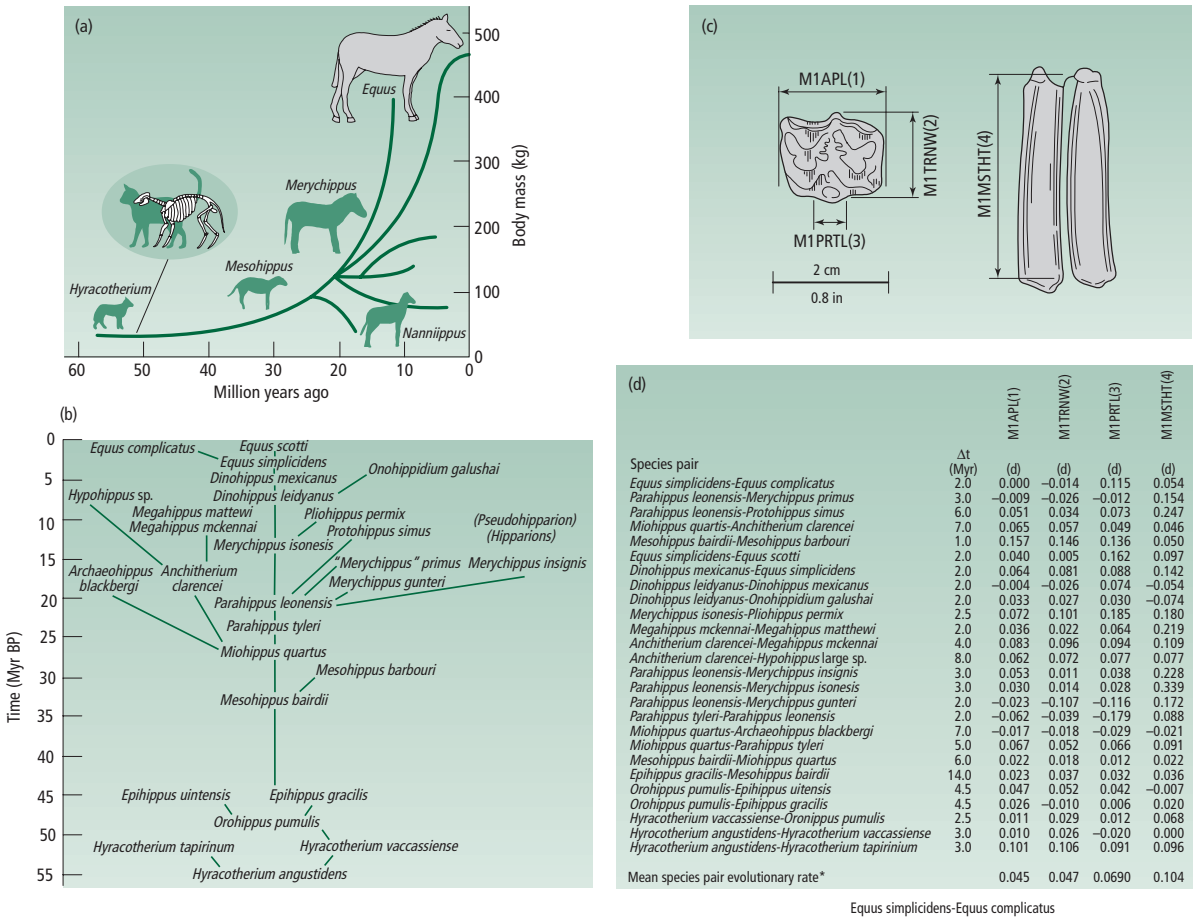 (a)
500
400
300
200
100
0
Body mass (kg)
Equus
Merychippus
Mesohippus
Hyracotherium
Nanniippus
60 50 40 30 20 10 0
Million years ago
(b)
0
5
10
15
20
25
30
35
40
45
50
55
Time (Myr BP)
Equus complicatus
Equus scotti
Equus simplicidens
Dinohippus mexicanus
Onohippidium galushai
Hypohippus sp.
Dinohippus leidyanus
Megahippus mattewi
Pliohippus permix
Megahippus mckennai
Protohippus simus
(Pseudohipparion)
(Hipparions)
Merychippus isonesis
"Merychippus" primus
Merychippus insignis
Archaeohippus
blackbergi
Anchitherium
clarencei
Merychippus gunteri
Parahippus leonensis
Parahippus tyleri
Miohippus quartus
Mesohippus barbouri
Mesohippus bairdii
Epihippus uintensis
Epihippus gracilis
Orohippus pumulis
Hyracotherium tapirinum
Hyracotherium vaccassiense
Hyracotherium angustidens
(c)
M1APL(1)
M1TRNW(2)
M1PRTL(3)
M1MSTHT(4)
2 cm
0.8 in
(d)
M1APL(1) M1TRNW(2) M1PRTL(3) M1MSTHT(4)
Species pair Δt (Myr) (d) (d) (d) (d)
Equus simplicidens-Equus complicatus 2.0 0.000 −0.014 0.115 0.054
Parahippus leonensis-Merychippus primus 3.0 −0.009 −0.026 −0.012 0.154
Parahippus leonensis-Protohippus simus 6.0 0.051 0.034 0.073 0.247
Miohippus quartis-Anchitherium clarencei 7.0 0.065 0.057 0.049 0.046
Mesohippus bairdii-Mesohippus barbouri 1.0 0.157 0.146 0.136 0.050
Equus simplicidens-Equus scotti 2.0 0.040 0.005 0.162 0.097
Dinohippus mexicanus-Equus simplicidens 2.0 0.064 0.081 0.088 0.142
Dinohippus leidyanus-Dinohippus mexicanus 2.0 −0.004 −0.026 0.074 −0.054
Dinohippus leidyanus-Onohippidium galushai 2.0 0.033 0.027 0.030 −0.074
Merychippus isonesis-Pliohippus permix 2.5 0.072 0.101 0.185 0.180
Megahippus mckennai-Megahippus matthewi 2.0 0.036 0.022 0.064 0.219
Anchitherium clarencei-Megahippus mckennai 4.0 0.083 0.096 0.094 0.109
Anchitherium clarencei-Hypohippus large sp. 8.0 0.062 0.072 0.077 0.077
Parahippus leonensis-Merychippus insignis 3.0 0.053 0.011 0.038 0.228
Parahippus leonensis-Merychippus isonesis 3.0 0.030 0.014 0.028 0.339
Parahippus leonensis-Merychippus gunteri 2.0 −0.023 −0.107 −0.116 0.172
Parahippus tyleri-Parahippus leonensis 2.0 −0.062 −0.039 −0.179 0.088
Miohippus quartus-Archaeohippus blackbergi 7.0 −0.017 −0.018 −0.029 −0.021
Miohippus quartus-Parahippus tyleri 5.0 0.067 0.052 0.066 0.091
Mesohippus bairdii-Miohippus quartus 6.0 0.022 0.018 0.012 0.022
Epihippus gracilis-Mesohippus bairdii 14.0 0.023 0.037 0.032 0.036
Orohippus pumulis-Epihippus uitensis 4.5 0.047 0.052 0.042 −0.007
Orohippus pumulis-Epihippus gracilis 4.5 0.026 −0.010 0.006 0.020
Hyracotherium vaccassiense-Oronippus pumulis 2.5 0.011 0.029 0.012 0.068
Hyrocotherium angustidens-Hyracotherium vaccassiense 3.0 0.010 0.026 −0.020 0.000
Hyracotherium angustidens-Hyracotherium tapirinium 3.0 0.101 0.106 0.091 0.096
Mean species pair evolutionary rate* 0.045 0.047 0.0690 0.104
Equus simplicidens-Equus complicatus